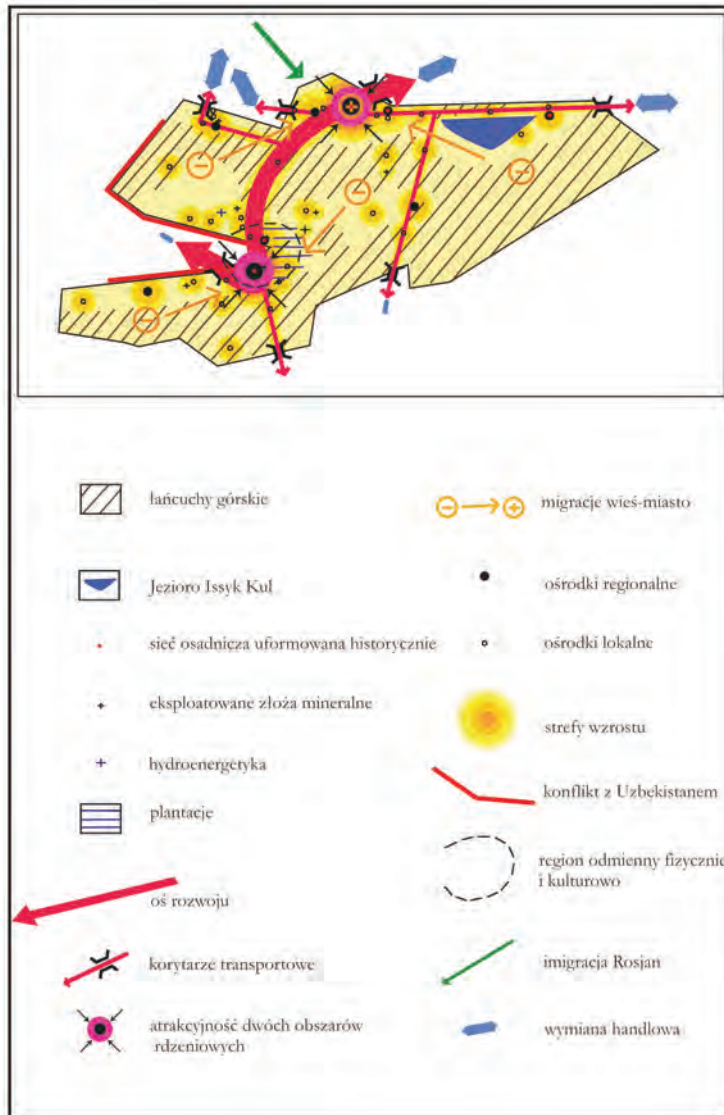 łańcuchy górskie
Jezioro Issyk Kul
sieć osadnicza uformowana historycznie
eksploatowane złoża mineralne
hydroenergetyka
plantacje
oś rozwoju
korytarze transportowe
atrakcyjność dwóch obszarów
rdzeniowych
migracje wieś-miasto
ośrodki regionalne
ośrodki lokalne
strefy wzrostu
konflikt z Uzbekistanem
region odmienny fizycznie
i kulturowo
imigracja Rosjan
wymiana handlowa